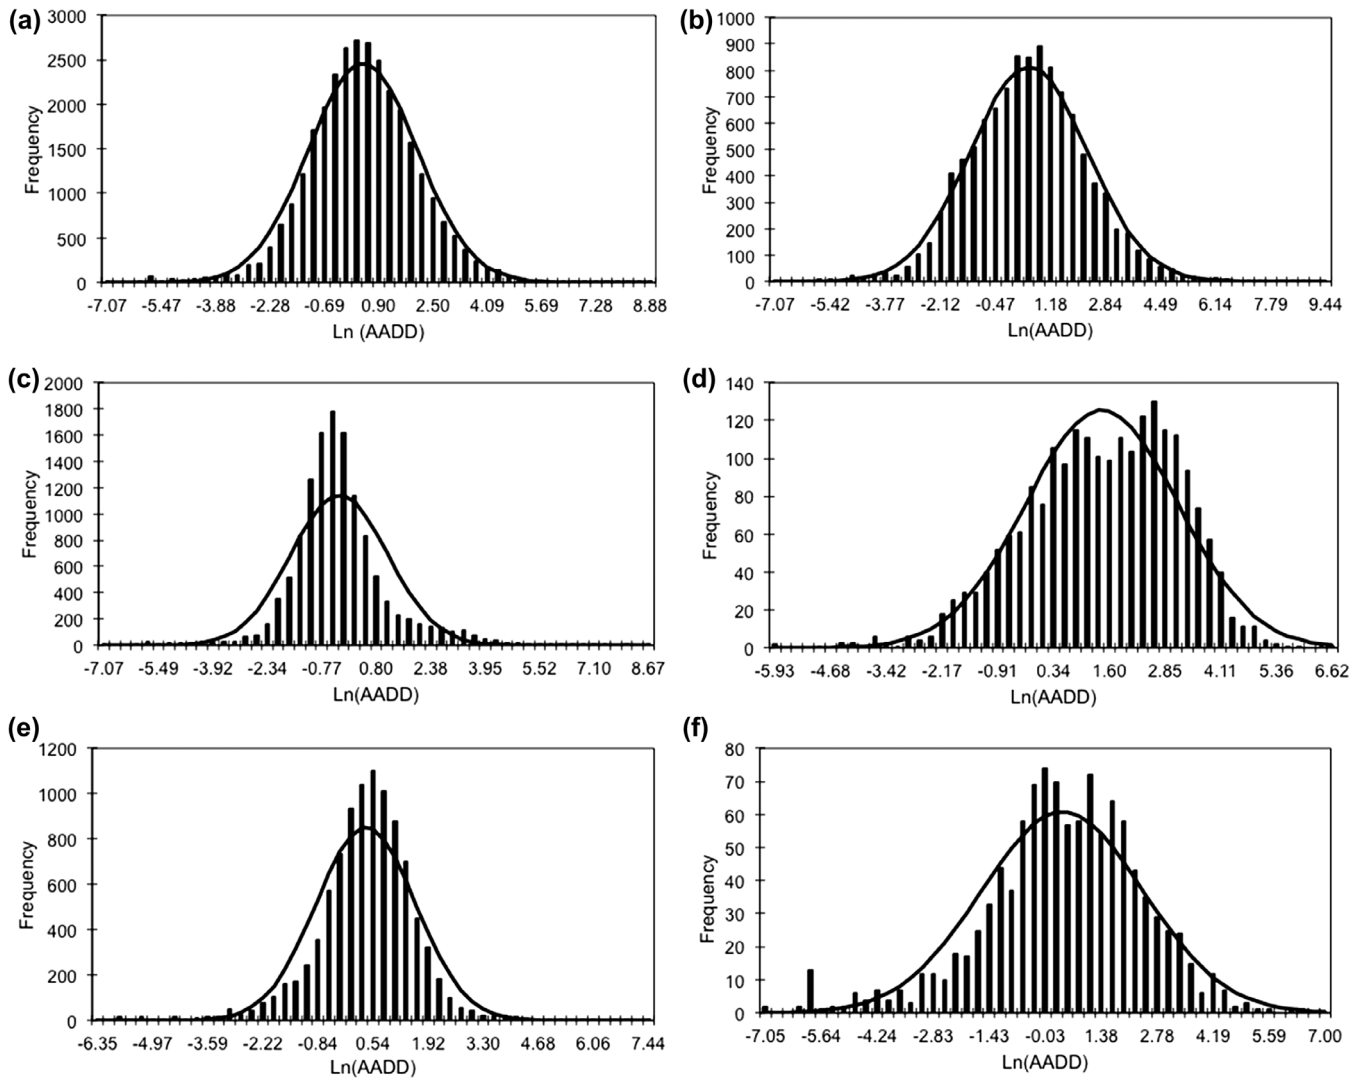 (a)
3000
2500
2000
1500
1000
500
0
Frequency
-7.07 -5.47 -3.88 -2.28 -0.69 0.90 2.50 4.09 5.69 7.28 8.88
Ln (AADD)
(b)
1000
900
800
700
600
500
400
300
200
100
0
Frequency
-7.07 -5.42 -3.77 -2.12 -0.47 1.18 2.84 4.49 6.14 7.79 9.44
Ln(AADD)
(c)
2000
1800
1600
1400
1200
1000
800
600
400
200
0
Frequency
-7.07 -5.49 -3.92 -2.34 -0.77 0.80 2.38 3.95 5.52 7.10 8.67
Ln(AADD)
(d)
140
120
100
80
60
40
20
0
Frequency
-5.93 -4.68 -3.42 -2.17 -0.91 0.34 1.60 2.85 4.11 5.36 6.62
Ln(AADD)
(e)
1200
1000
800
600
400
200
0
Frequency
-6.35 -4.97 -3.59 -2.22 -0.84 0.54 1.92 3.30 4.68 6.06 7.44
Ln(AADD)
(f)
80
70
60
50
40
30
20
10
0
Frequency
-7.05 -5.64 -4.24 -2.83 -1.43 -0.03 1.38 2.78 4.19 5.59 7.00
Ln(AADD)